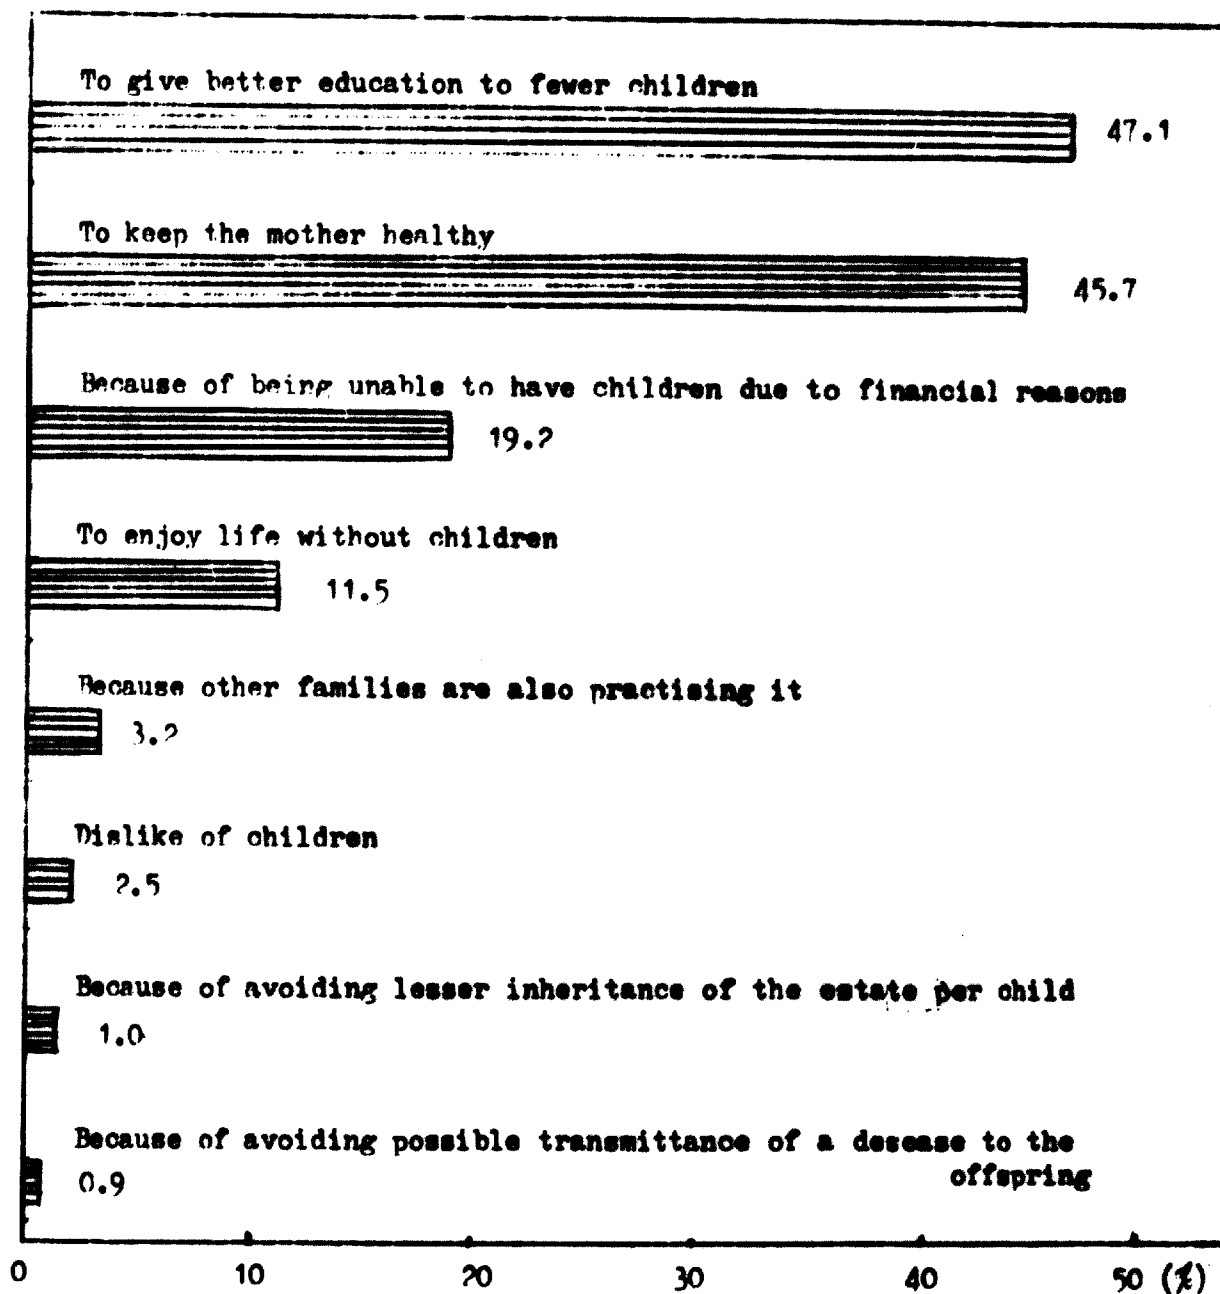 To give better education to fewer children
47.1
To keep the mother healthy
45.7
Because of being unable to have children due to financial reasons
19.2
To enjoy life without children
11.5
Because other families are also practising it
3.2
Dislike of children
2.5
Because of avoiding lesser inheritance of the estate per child
1.0
Because of avoiding possible transmittance of a desease to the
offspring
0.9
0 10 20 30 40 50 (%)